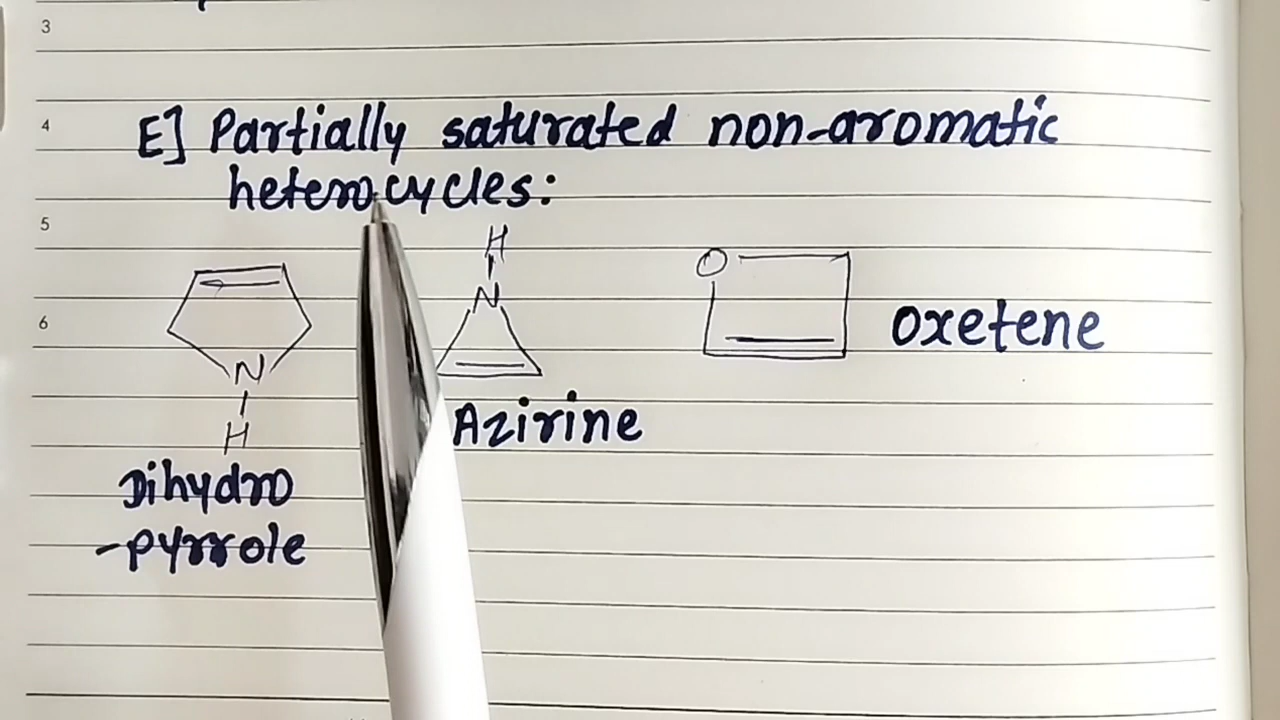 3
4
E] Partially saturated non-aromatic
heterocycles:
5
H
N
O
6
oxetene
N
H
Azirine
Dihydro
-pyrrole